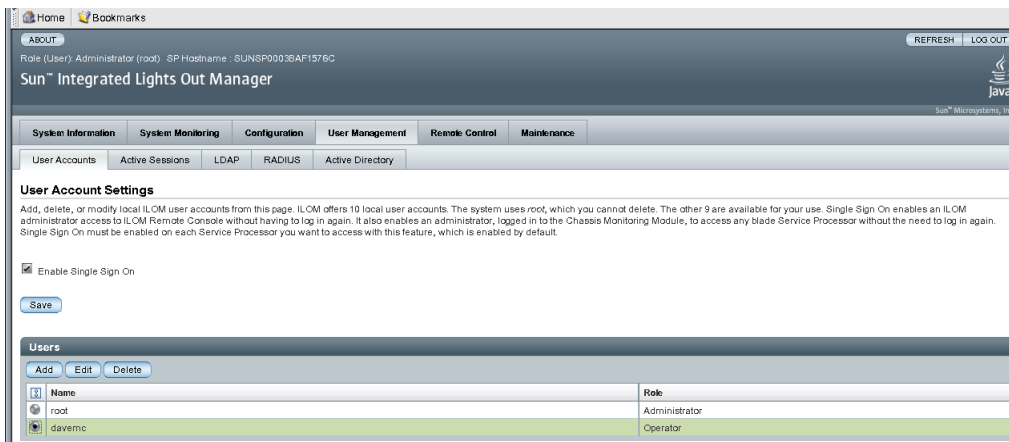 Home Bookmarks
ABOUT REFRESH LOG OUT
Role (User): Administrator (root) SP Hostname : SUNSP0003BAF1576C
Sun™ Integrated Lights Out Manager
Java
Sun™ Microsystems, In
System Information System Monitoring Configuration User Management Remote Control Maintenance
User Accounts Active Sessions LDAP RADIUS Active Directory
User Account Settings
Add, delete, or modify local ILOM user accounts from this page. ILOM offers 10 local user accounts. The system uses root, which you cannot delete. The other 9 are available for your use. Single Sign On enables an ILOM
administrator access to ILOM Remote Console without having to log in again. It also enables an administrator, logged in to the Chassis Monitoring Module, to access any blade Service Processor without the need to log in again.
Single Sign On must be enabled on each Service Processor you want to access with this feature, which is enabled by default.
Enable Single Sign On
Save
Users
Add Edit Delete
Name Role
root Administrator
davemc Operator